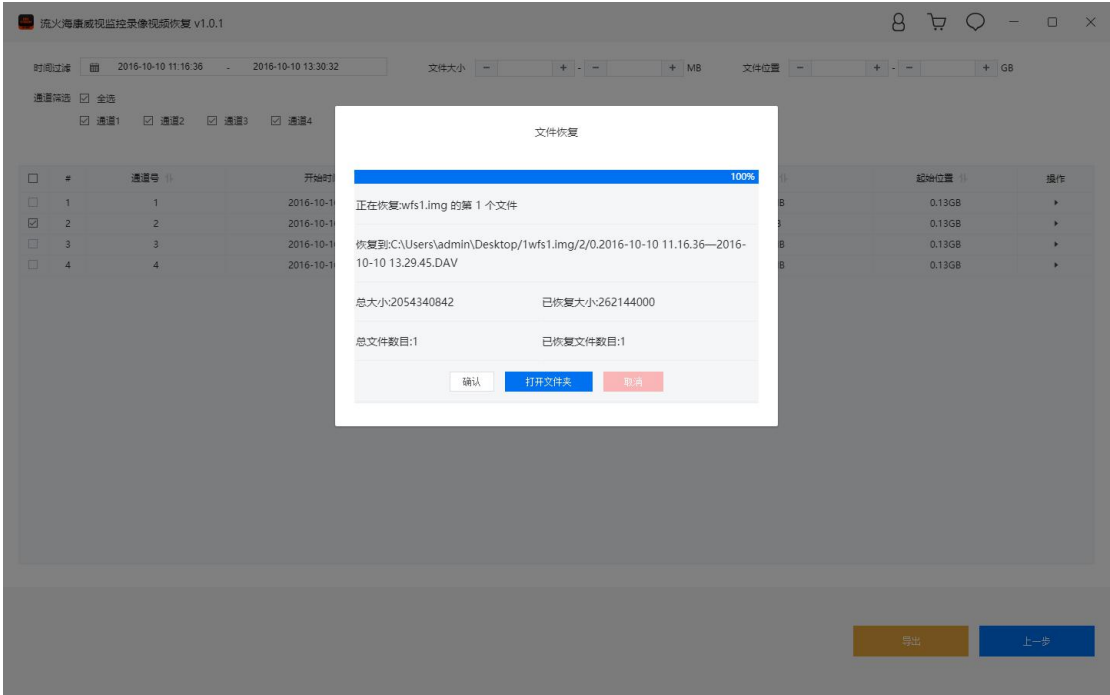 流火海康威视监控录像视频恢复 v1.0.1
时间过滤 2016-10-10 11:16:36 - 2016-10-10 13:30:32 文件大小 - + - - + MB 文件位置 - + - - + GB
通道筛选 全选
通道1 通道2 通道3 通道4
文件恢复
# 通道号 开始时 起始位置 操作
100%
1 1 2016-10-1 B 0.13GB
正在恢复:wfs1.img 的第 1 个文件
2 2 2016-10-1 0.13GB
3 3 2016-10-1 B 0.13GB
恢复到:C:\Users\admin\Desktop/1wfs1.img/2/0.2016-10-10 11.16.36—2016-
10-10 13.29.45.DAV
4 4 2016-10-1 B 0.13GB
总大小:2054340842 已恢复大小:262144000
总文件数目:1 已恢复文件数目:1
确认 打开文件夹 取消
导出 上一步